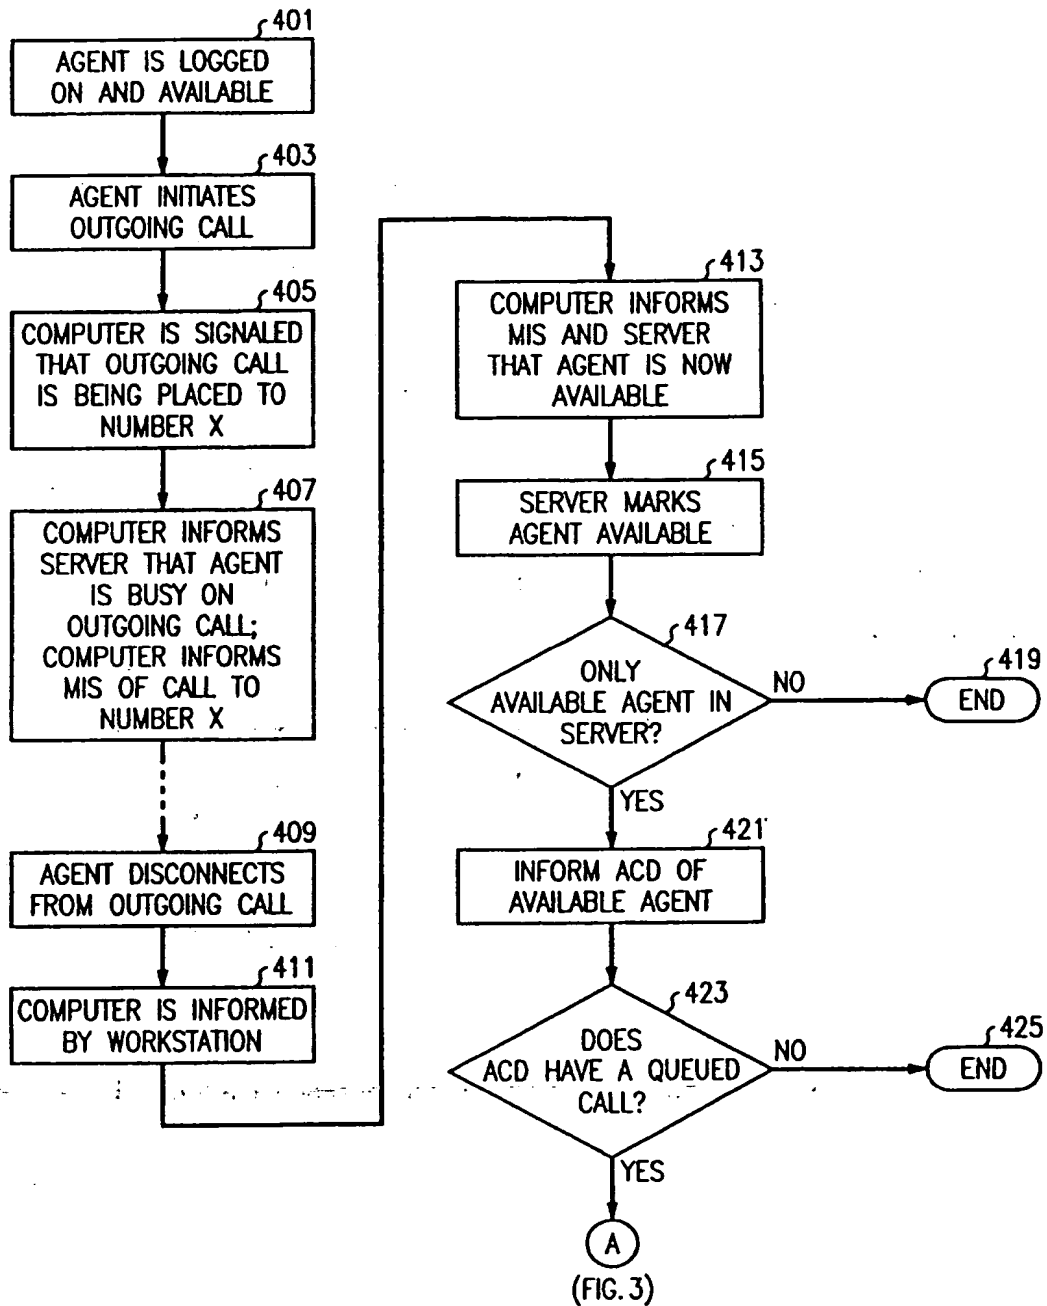 401
AGENT IS LOGGED
ON AND AVAILABLE
403
AGENT INITIATES
OUTGOING CALL
405
COMPUTER IS SIGNALED
THAT OUTGOING CALL
IS BEING PLACED TO
NUMBER X
407
COMPUTER INFORMS
SERVER THAT AGENT
IS BUSY ON
OUTGOING CALL;
COMPUTER INFORMS
MIS OF CALL TO
NUMBER X
409
AGENT DISCONNECTS
FROM OUTGOING CALL
411
COMPUTER IS INFORMED
BY WORKSTATION
413
COMPUTER INFORMS
MIS AND SERVER
THAT AGENT IS NOW
AVAILABLE
415
SERVER MARKS
AGENT AVAILABLE
417
ONLY
AVAILABLE AGENT IN
SERVER?
NO
419
END
YES
421
INFORM ACD OF
AVAILABLE AGENT
423
DOES
ACD HAVE A QUEUED
CALL?
NO
425
END
YES
A
(FIG. 3)